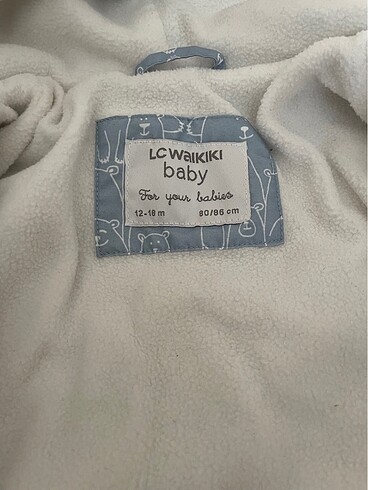 LC WAIKIKI
baby
For your babies
12-18 m 80/86 cm